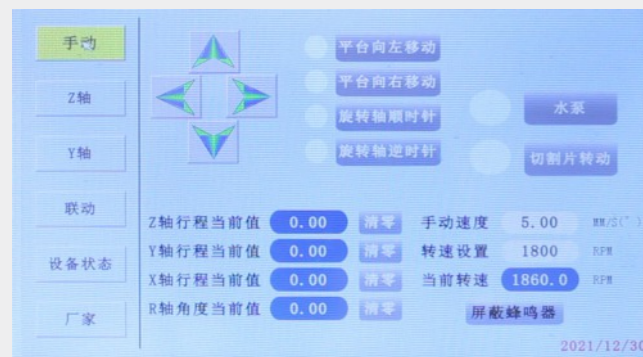 手动
平台向左移动
平台向右移动
Z轴
旋转轴顺时针
水泵
Y轴
旋转轴逆时针
切割片转动
联动
Z轴行程当前值 0.00 清零 手动速度 5.00 MM/S(°)
Y轴行程当前值 0.00 清零 转速设置 1800 RPM
设备状态
X轴行程当前值 0.00 清零 当前转速 1860.0 RPM
R轴角度当前值 0.00 清零 屏蔽蜂鸣器
厂家
2021/12/30